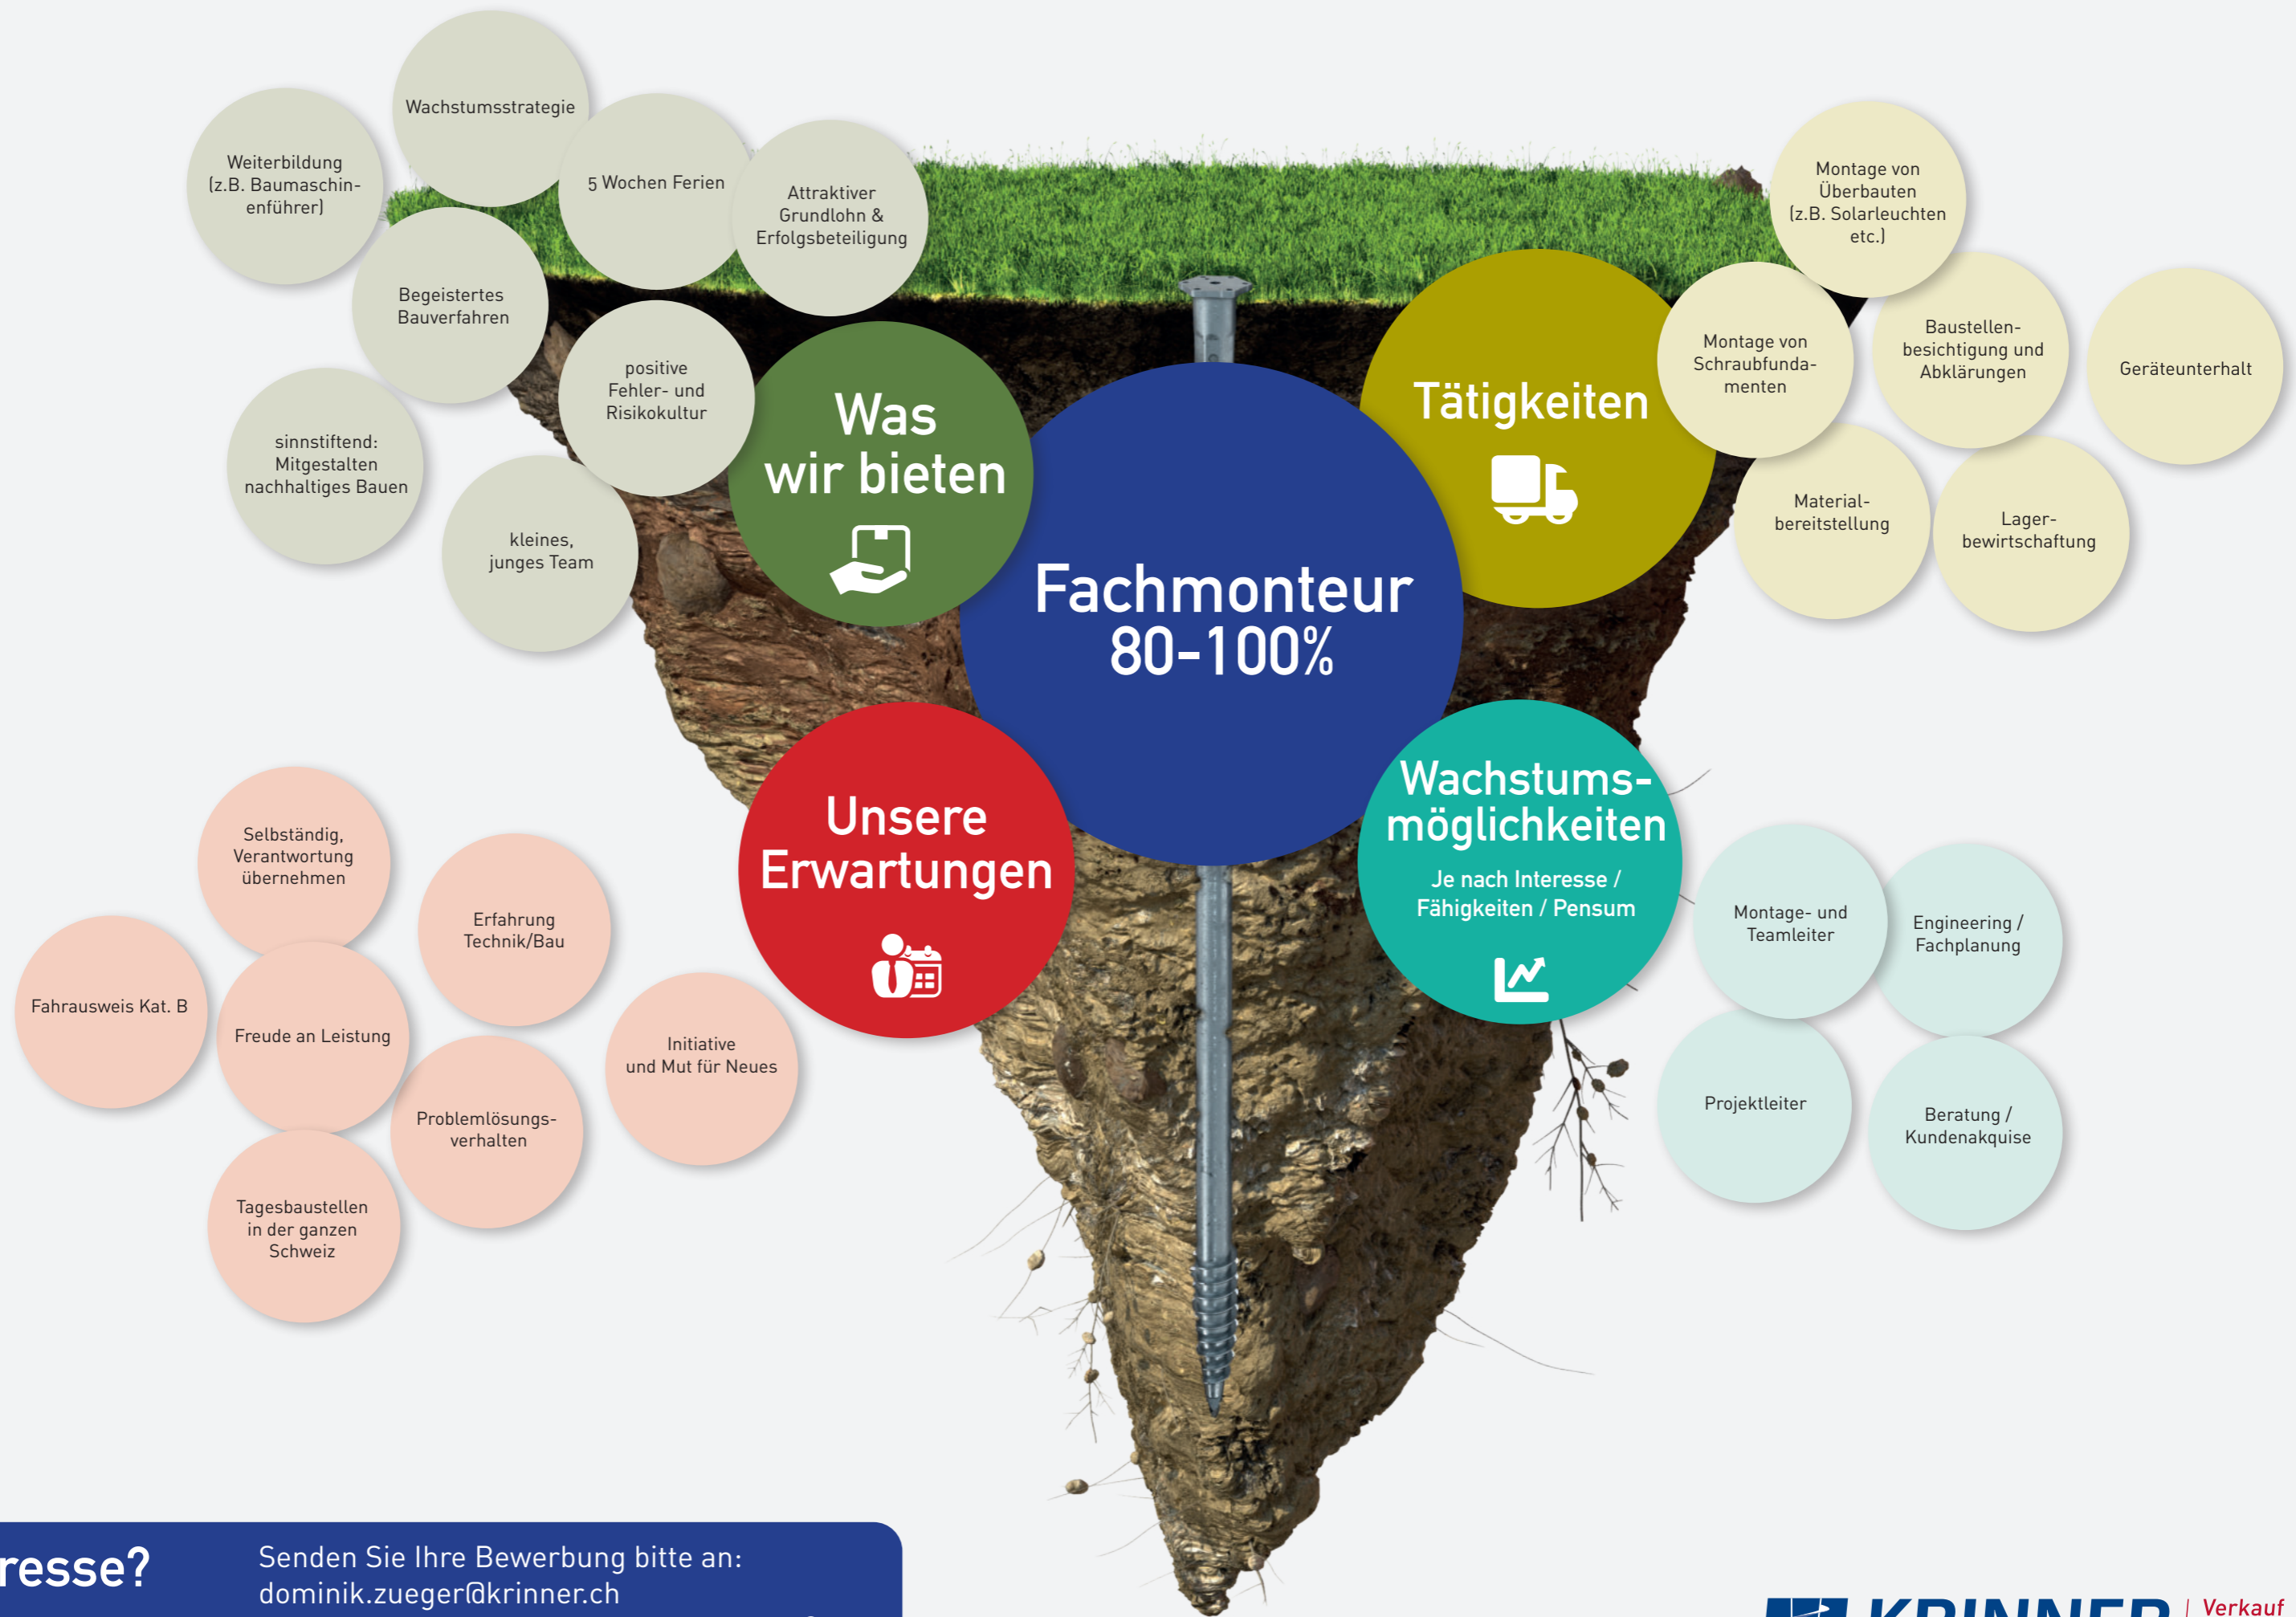 Wachstumsstrategie
Weiterbildung
(z.B. Baumaschin-
enführer)
5 Wochen Ferien
Attraktiver
Grundlohn &
Erfolgsbeteiligung
Begeistertes
Bauverfahren
positive
Fehler- und
Risikokultur
sinnstiftend:
Mitgestalten
nachhaltiges Bauen
kleines,
junges Team
Was
wir bieten
Fachmonteur
80-100%
Tätigkeiten
Montage von
Überbauten
(z.B. Solarleuchten
etc.)
Montage von
Schraubfunda-
menten
Baustellen-
besichtigung und
Abklärungen
Geräteunterhalt
Material-
bereitstellung
Lager-
bewirtschaftung
Unsere
Erwartungen
Selbständig,
Verantwortung
übernehmen
Erfahrung
Technik/Bau
Fahrausweis Kat. B
Freude an Leistung
Initiative
und Mut für Neues
Problemlösungs-
verhalten
Tagesbaustellen
in der ganzen
Schweiz
Wachstums-
möglichkeiten
Je nach Interesse /
Fähigkeiten / Pensum
Montage- und
Teamleiter
Engineering /
Fachplanung
Projektleiter
Beratung /
Kundenakquise
resse?
Senden Sie Ihre Bewerbung bitte an:
dominik.zueger@krinner.ch
KRINNER
Verkauf